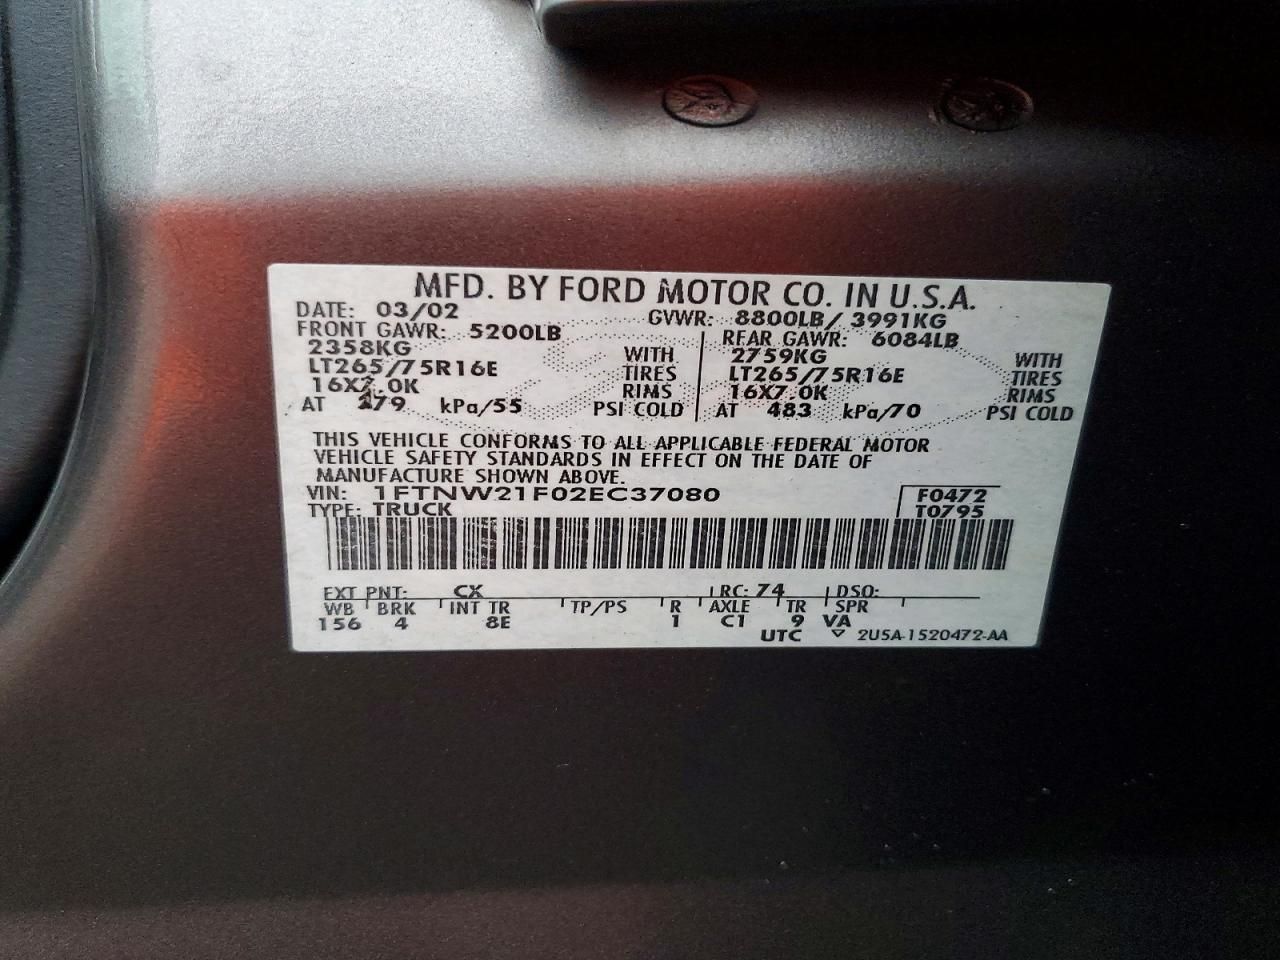 MFD. BY FORD MOTOR CO. IN U.S.A.
DATE: 03/02 GVWR: 8800LB/ 3991KG
FRONT GAWR: 5200LB REAR GAWR: 6084LB
2358KG WITH 2759KG WITH
LT265/75R16E TIRES LT265/75R16E TIRES
16X7.0K RIMS 16X7.0K RIMS
AT 379 kPa/55 PSI COLD AT 483 kPa/70 PSI COLD
THIS VEHICLE CONFORMS TO ALL APPLICABLE FEDERAL MOTOR
VEHICLE SAFETY STANDARDS IN EFFECT ON THE DATE OF
MANUFACTURE SHOWN ABOVE.
VIN: 1FTNW21F02EC37080 F0472
TYPE: TRUCK T0795
EXT PNT: CX RC: 74 DSO:
WB BRK INT TR TP/PS R AXLE TR SPR
156 4 8E 1 C1 9 VA
UTC ▽ 2U5A-1520472-AA